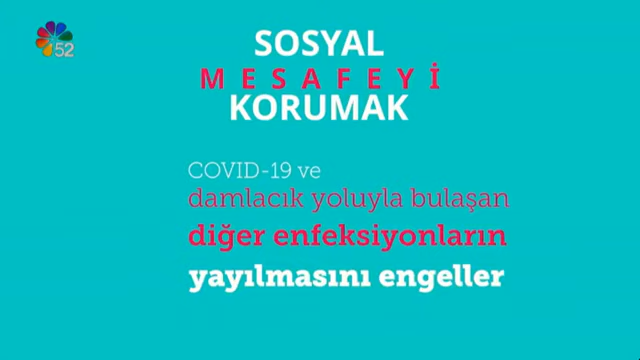 52
SOSYAL
MESAFEYİ
KORUMAK
COVID-19 ve
damlacık yoluyla bulaşan
diğer enfeksiyonların
yayılmasını engeller